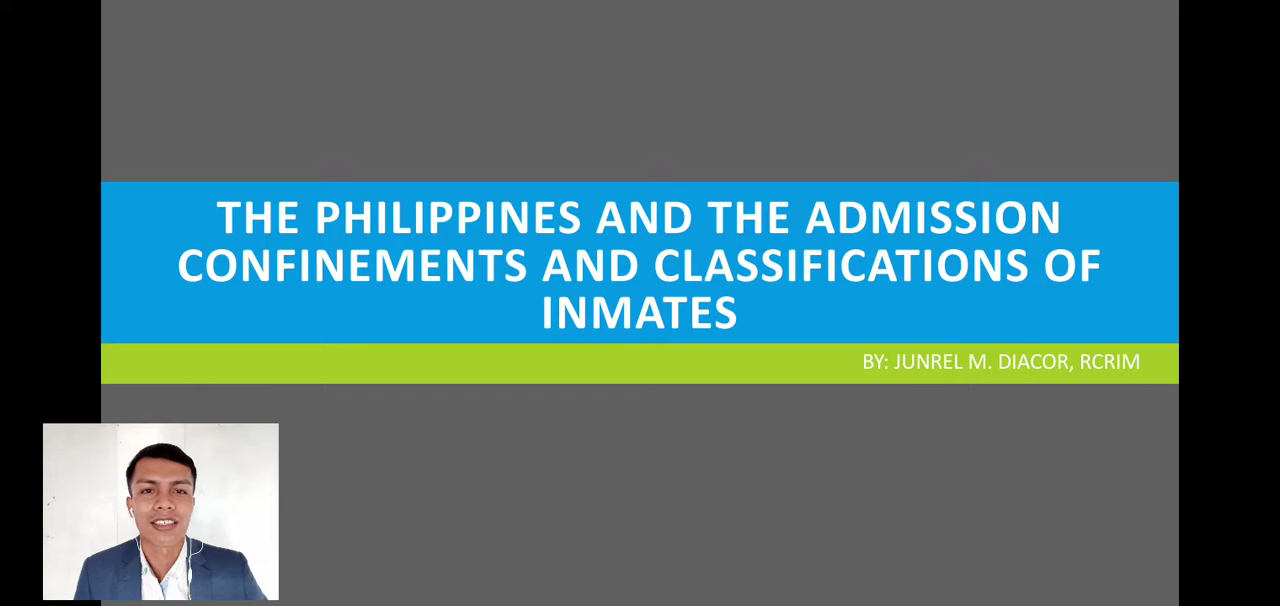 THE PHILIPPINES AND THE ADMISSION
CONFINEMENTS AND CLASSIFICATIONS OF
INMATES
BY: JUNREL M. DIACOR, RCRIM